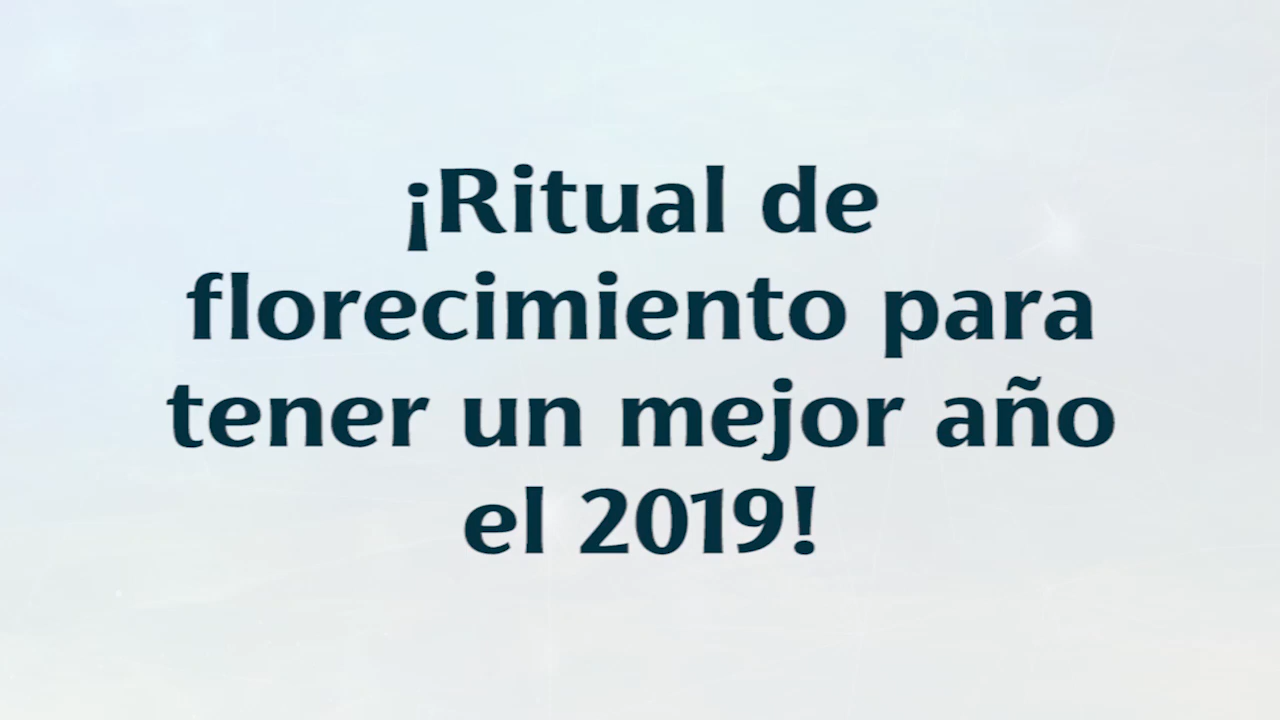 ¡Ritual de
florecimiento para
tener un mejor año
el 2019!